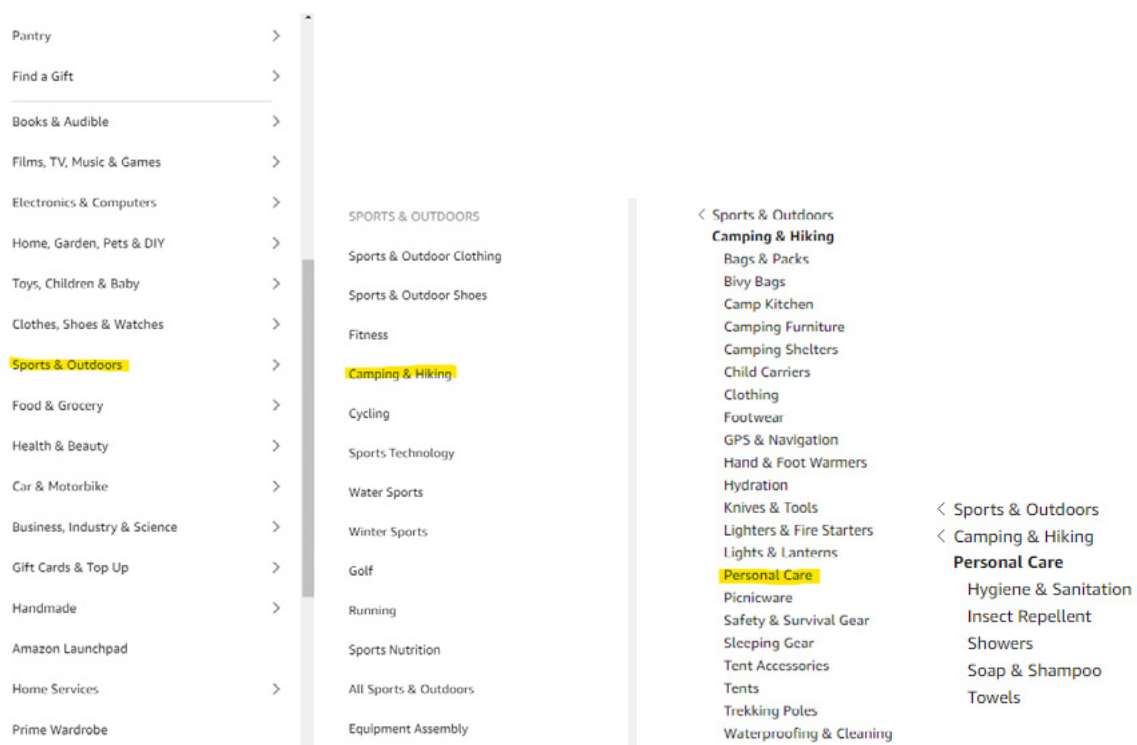 Pantry
Find a Gift
Books & Audible
Films, TV, Music & Games
Electronics & Computers
Home, Garden, Pets & DIY
Toys, Children & Baby
Clothes, Shoes & Watches
Sports & Outdoors
Food & Grocery
Health & Beauty
Car & Motorbike
Business, Industry & Science
Gift Cards & Top Up
Handmade
Amazon Launchpad
Home Services
Prime Wardrobe
SPORTS & OUTDOORS
Sports & Outdoor Clothing
Sports & Outdoor Shoes
Fitness
Camping & Hiking
Cycling
Sports Technology
Water Sports
Winter Sports
Golf
Running
Sports Nutrition
All Sports & Outdoors
Equipment Assembly
Sports & Outdoors
Camping & Hiking
Bags & Packs
Bivy Bags
Camp Kitchen
Camping Furniture
Camping Shelters
Child Carriers
Clothing
Footwear
GPS & Navigation
Hand & Foot Warmers
Hydration
Knives & Tools
Lighters & Fire Starters
Lights & Lanterns
Personal Care
Picnicware
Safety & Survival Gear
Sleeping Gear
Tent Accessories
Tents
Trekking Poles
Waterproofing & Cleaning
Sports & Outdoors
Camping & Hiking
Personal Care
Hygiene & Sanitation
Insect Repellent
Showers
Soap & Shampoo
Towels